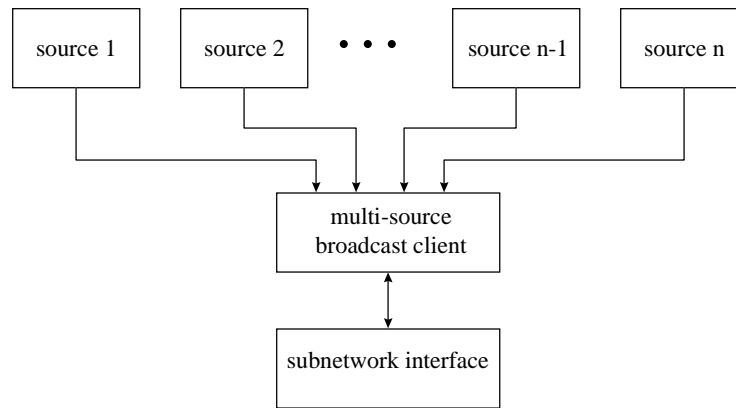 source 1
source 2
• • •
source n-1
source n
multi-source
broadcast client
subnetwork interface